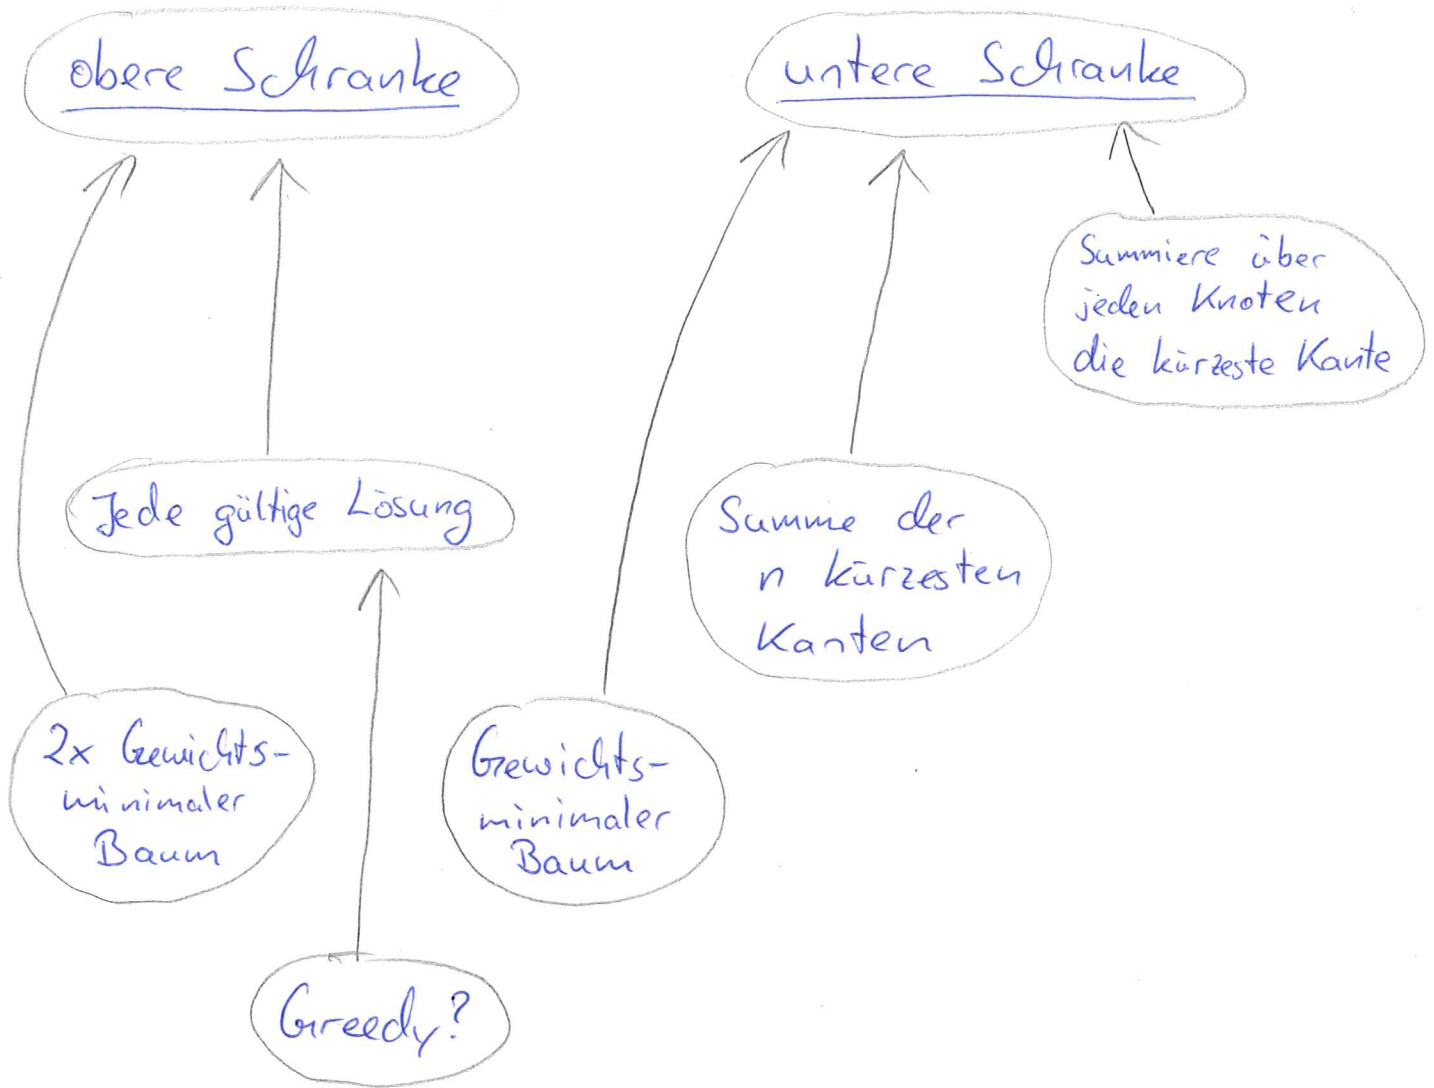 obere Schranke
untere Schranke
Summiere über
jeden Knoten
die kürzeste Kante
Jede gültige Lösung
Summe der
n kürzesten
Kanten
2x Gewichts-
minimaler
Baum
Gewichts-
minimaler
Baum
Greedy?